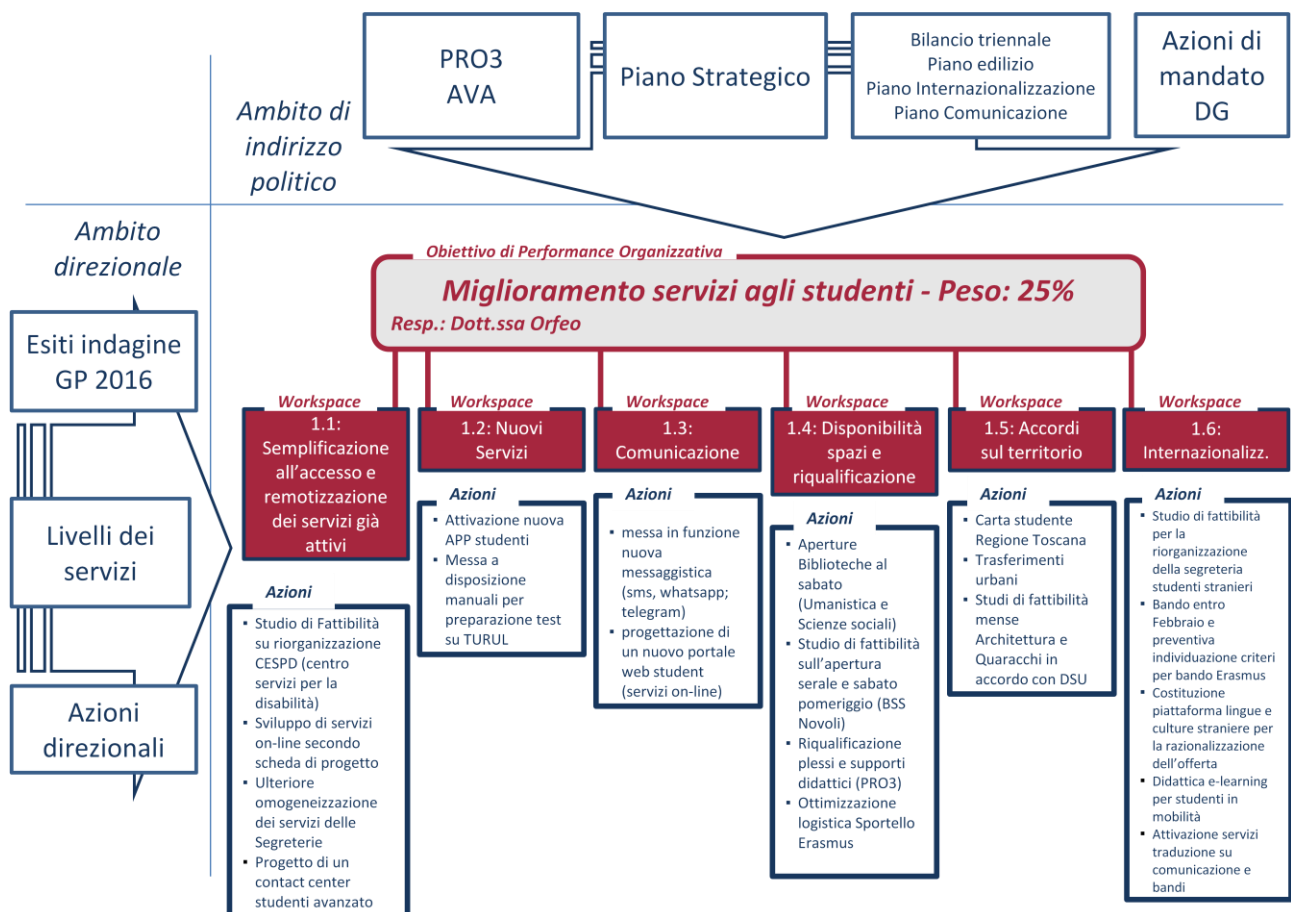 PRO3
AVA
Piano Strategico
Bilancio triennale
Piano edilizio
Piano Internazionalizzazione
Piano Comunicazione
Azioni di
mandato
DG
Ambito di
indirizzo
politico
Ambito
direzionale
Esiti indagine
GP 2016
Livelli dei
servizi
Azioni
direzionali
Obiettivo di Performance Organizzativa
Miglioramento servizi agli studenti - Peso: 25%
Resp.: Dott.ssa Orfeo
Workspace
1.1:
Semplificazione
all'accesso e
remotizzazione
dei servizi già
attivi
Azioni
▪ Studio di Fattibilità
su riorganizzazione
CESPD (centro
servizi per la
disabilità)
▪ Sviluppo di servizi
on-line secondo
scheda di progetto
▪ Ulteriore
omogeneizzazione
dei servizi delle
Segreterie
▪ Progetto di un
contact center
studenti avanzato
Workspace
1.2: Nuovi
Servizi
Azioni
▪ Attivazione nuova
APP studenti
▪ Messa a
disposizione
manuali per
preparazione test
su TURUL
Workspace
1.3:
Comunicazione
Azioni
▪ messa in funzione
nuova
messaggistica
(sms, whatsapp;
telegram)
▪ progettazione di
un nuovo portale
web student
(servizi on-line)
Workspace
1.4: Disponibilità
spazi e
riqualificazione
Azioni
▪ Aperture
Biblioteche al
sabato
(Umanistica e
Scienze sociali)
▪ Studio di fattibilità
sull'apertura
serale e sabato
pomeriggio (BSS
Novoli)
▪ Riqualificazione
plessi e supporti
didattici (PRO3)
▪ Ottimizzazione
logistica Sportello
Erasmus
Workspace
1.5: Accordi
sul territorio
Azioni
▪ Carta studente
Regione Toscana
▪ Trasferimenti
urbani
▪ Studi di fattibilità
mense
Architettura e
Quaracchi in
accordo con DSU
Workspace
1.6:
Internazionalizz.
Azioni
▪ Studio di fattibilità
per la
riorganizzazione
della segreteria
studenti stranieri
▪ Bando entro
Febbraio e
preventiva
individuazione criteri
per bando Erasmus
▪ Costituzione
piattaforma lingue e
culture straniere per
la razionalizzazione
dell'offerta
▪ Didattica e-learning
per studenti in
mobilità
▪ Attivazione servizi
traduzione su
comunicazione e
bandi